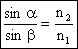 sin α / sin β = n₂ / n₁